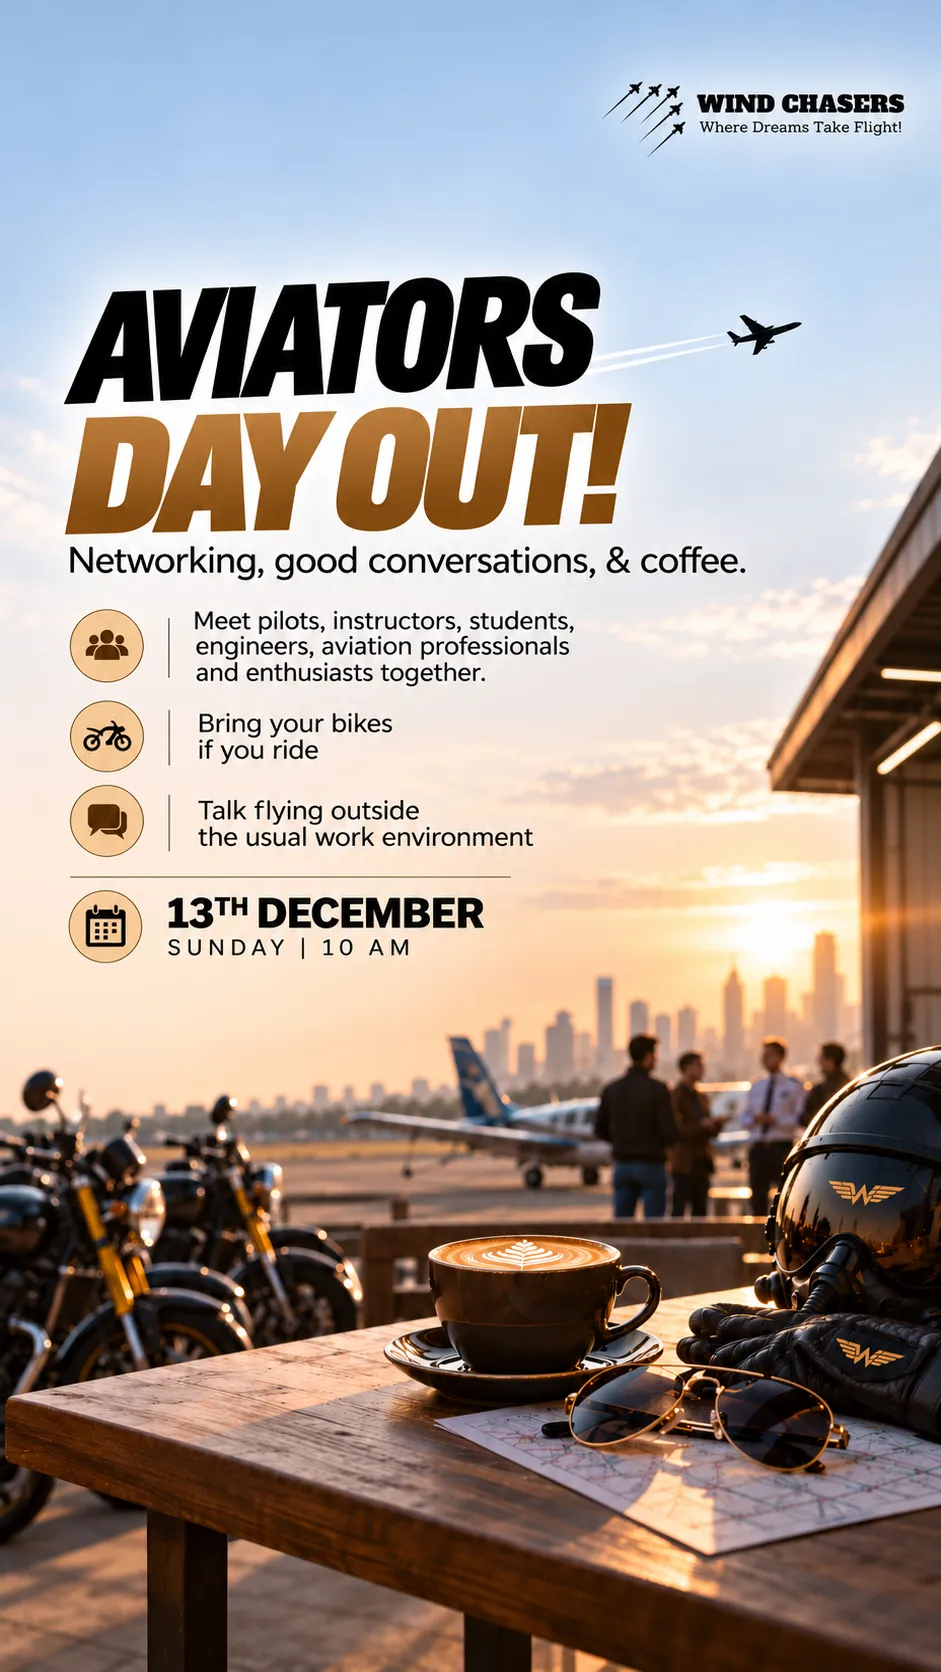 WIND CHASERS
Where Dreams Take Flight!
AVIATORS
DAY OUT!
Networking, good conversations, & coffee.
Meet pilots, instructors, students,
engineers, aviation professionals
and enthusiasts together.
Bring your bikes
if you ride
Talk flying outside
the usual work environment
13TH DECEMBER
SUNDAY | 10 AM
W
W